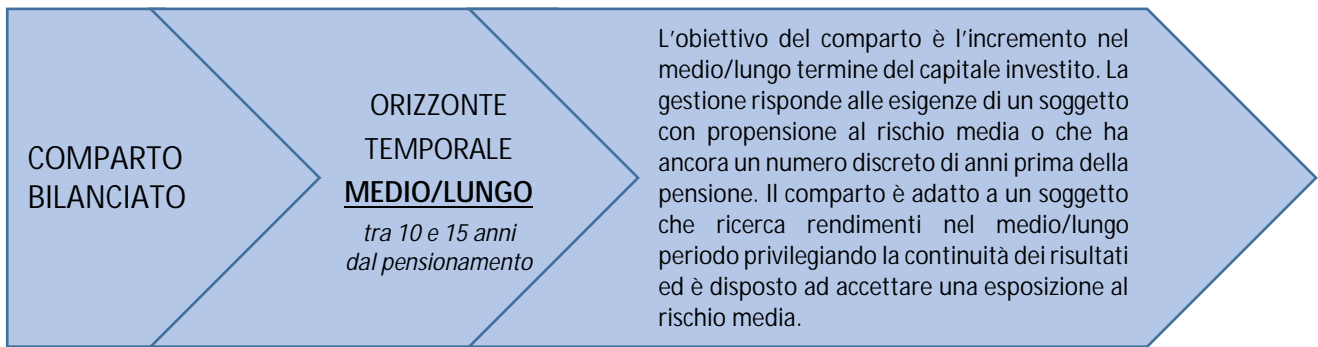 COMPARTO
BILANCIATO
ORIZZONTE
TEMPORALE
MEDIO/LUNGO
tra 10 e 15 anni
dal pensionamento
L'obiettivo del comparto è l'incremento nel
medio/lungo termine del capitale investito. La
gestione risponde alle esigenze di un soggetto
con propensione al rischio media o che ha
ancora un numero discreto di anni prima della
pensione. Il comparto è adatto a un soggetto
che ricerca rendimenti nel medio/lungo
periodo privilegiando la continuità dei risultati
ed è disposto ad accettare una esposizione al
rischio media.